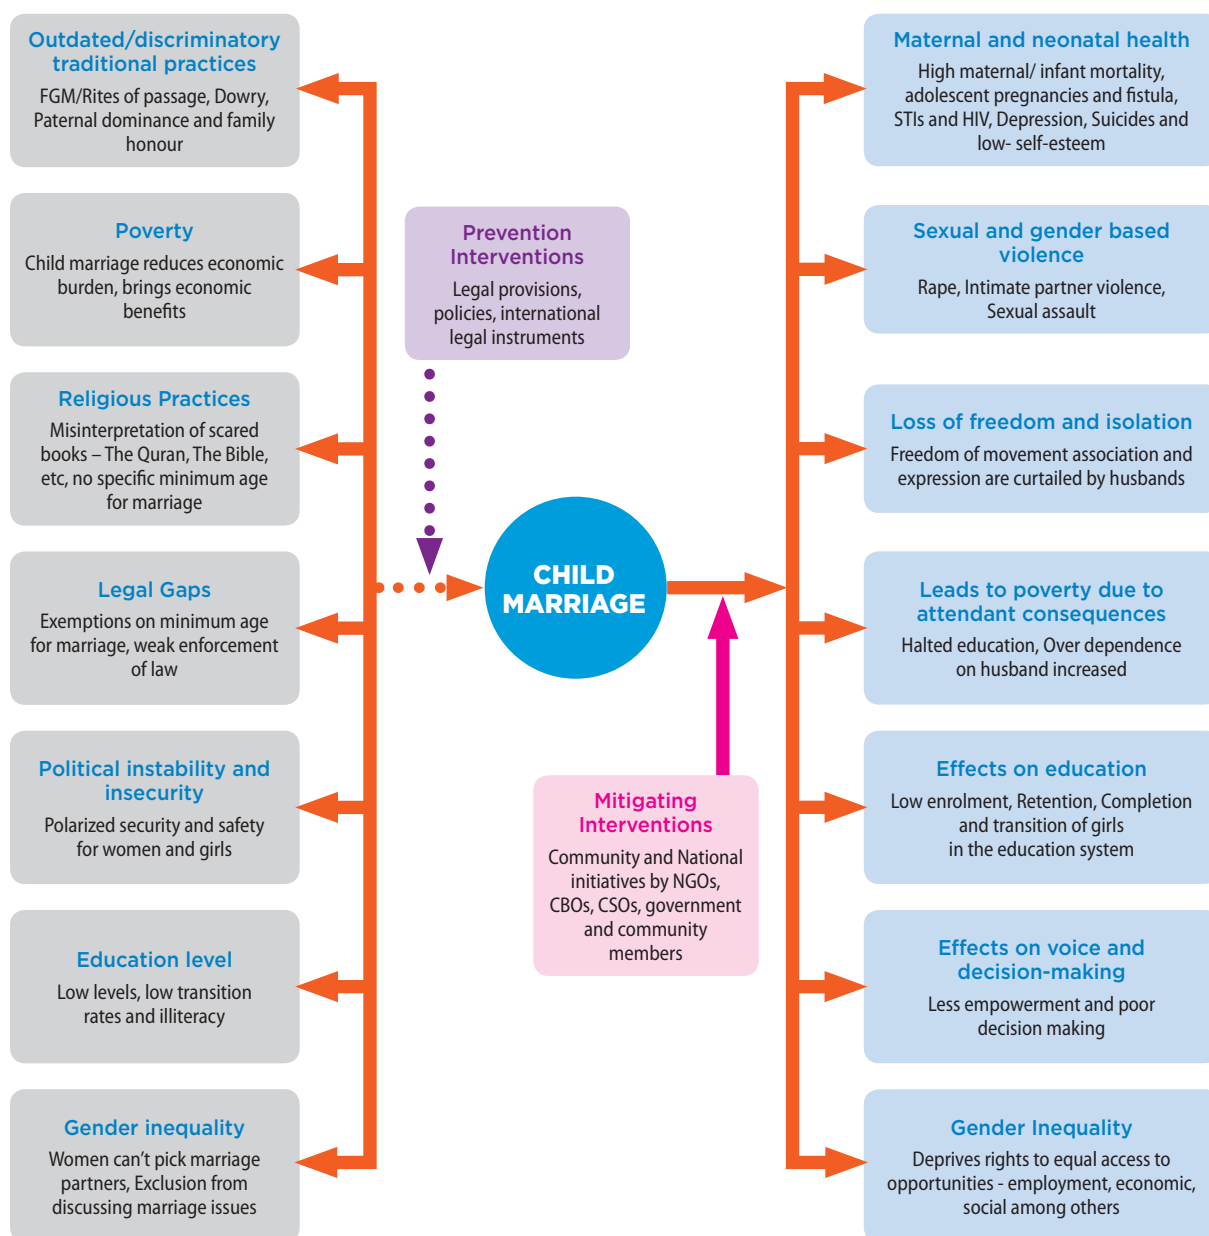 Outdated/discriminatory
traditional practices
FGM/Rites of passage, Dowry,
Paternal dominance and family
honour
Poverty
Child marriage reduces economic
burden, brings economic
benefits
Religious Practices
Misinterpretation of scared
books – The Quran, The Bible,
etc, no specific minimum age
for marriage
Legal Gaps
Exemptions on minimum age
for marriage, weak enforcement
of law
Political instability and
insecurity
Polarized security and safety
for women and girls
Education level
Low levels, low transition
rates and illiteracy
Gender inequality
Women can't pick marriage
partners, Exclusion from
discussing marriage issues
Prevention
Interventions
Legal provisions,
policies, international
legal instruments
CHILD
MARRIAGE
Mitigating
Interventions
Community and National
initiatives by NGOs,
CBOs, CSOs, government
and community
members
Maternal and neonatal health
High maternal/ infant mortality,
adolescent pregnancies and fistula,
STIs and HIV, Depression, Suicides and
low- self-esteem
Sexual and gender based
violence
Rape, Intimate partner violence,
Sexual assault
Loss of freedom and isolation
Freedom of movement association and
expression are curtailed by husbands
Leads to poverty due to
attendant consequences
Halted education, Over dependence
on husband increased
Effects on education
Low enrolment, Retention, Completion
and transition of girls
in the education system
Effects on voice and
decision-making
Less empowerment and poor
decision making
Gender Inequality
Deprives rights to equal access to
opportunities - employment, economic,
social among others